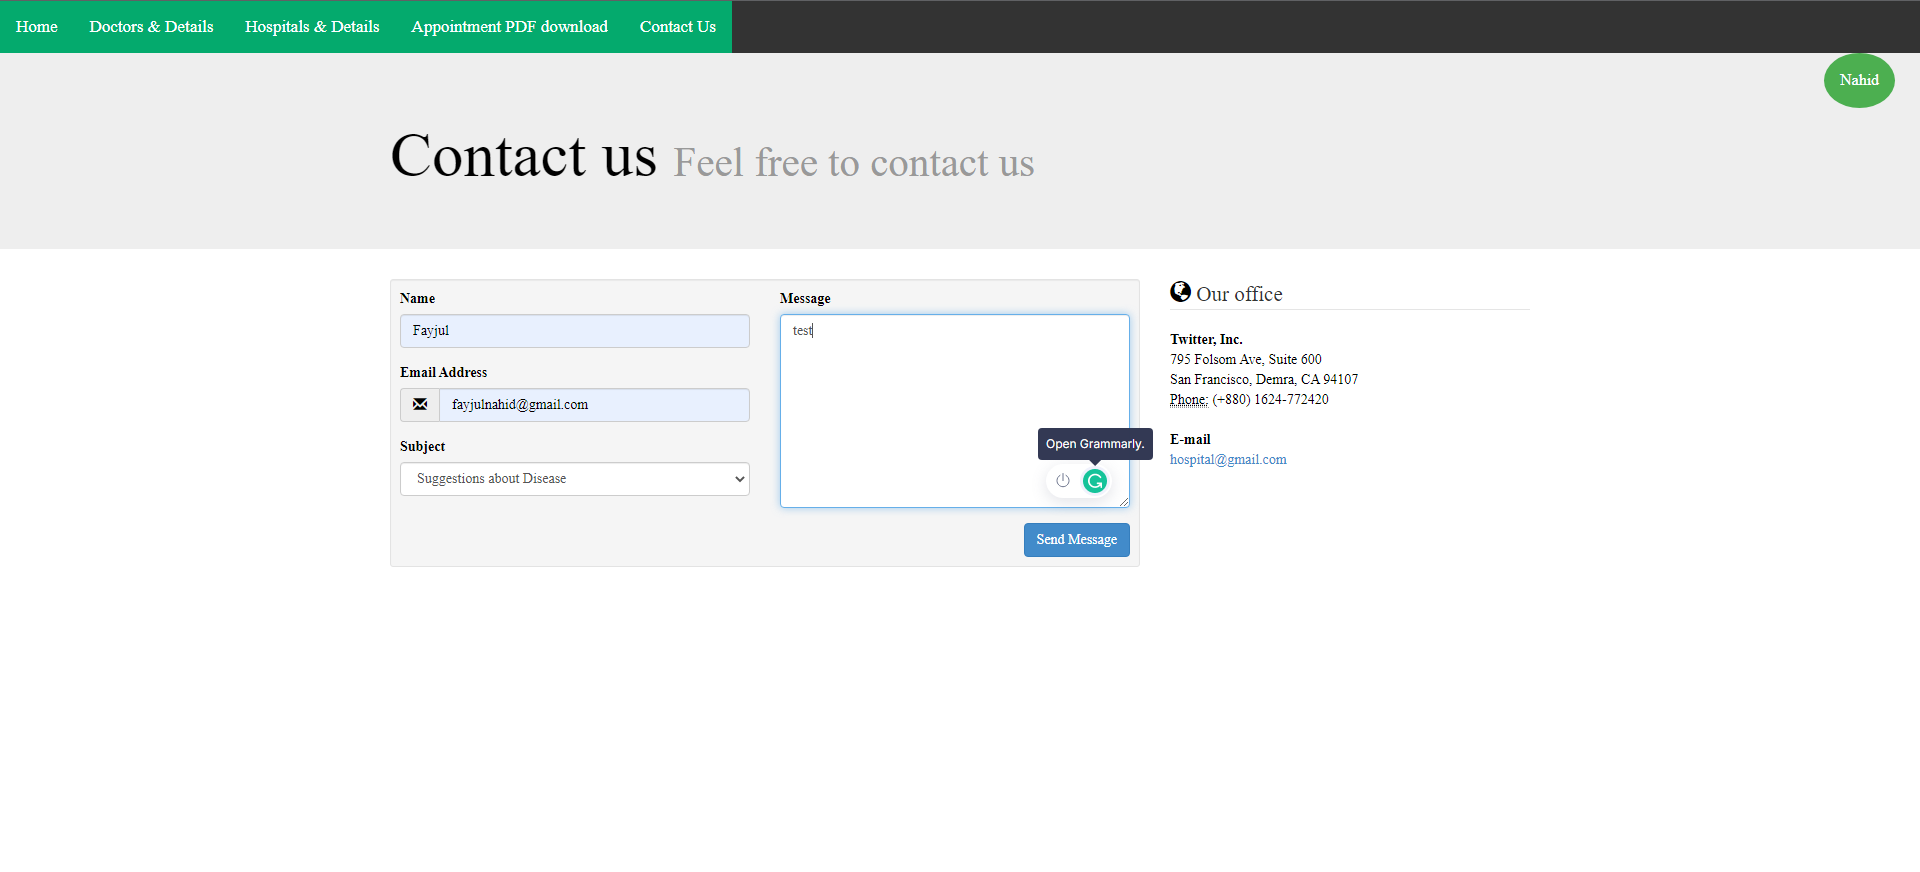 Home Doctors & Details Hospitals & Details Appointment PDF download Contact Us
Nahid
Contact us Feel free to contact us
Name
Fayjul
Email Address
fayjulnahid@gmail.com
Subject
Suggestions about Disease
Message
test
Open Grammarly.
Send Message
Our office
Twitter, Inc.
795 Folsom Ave, Suite 600
San Francisco, Demra, CA 94107
Phone: (+880) 1624-772420
E-mail
hospital@gmail.com